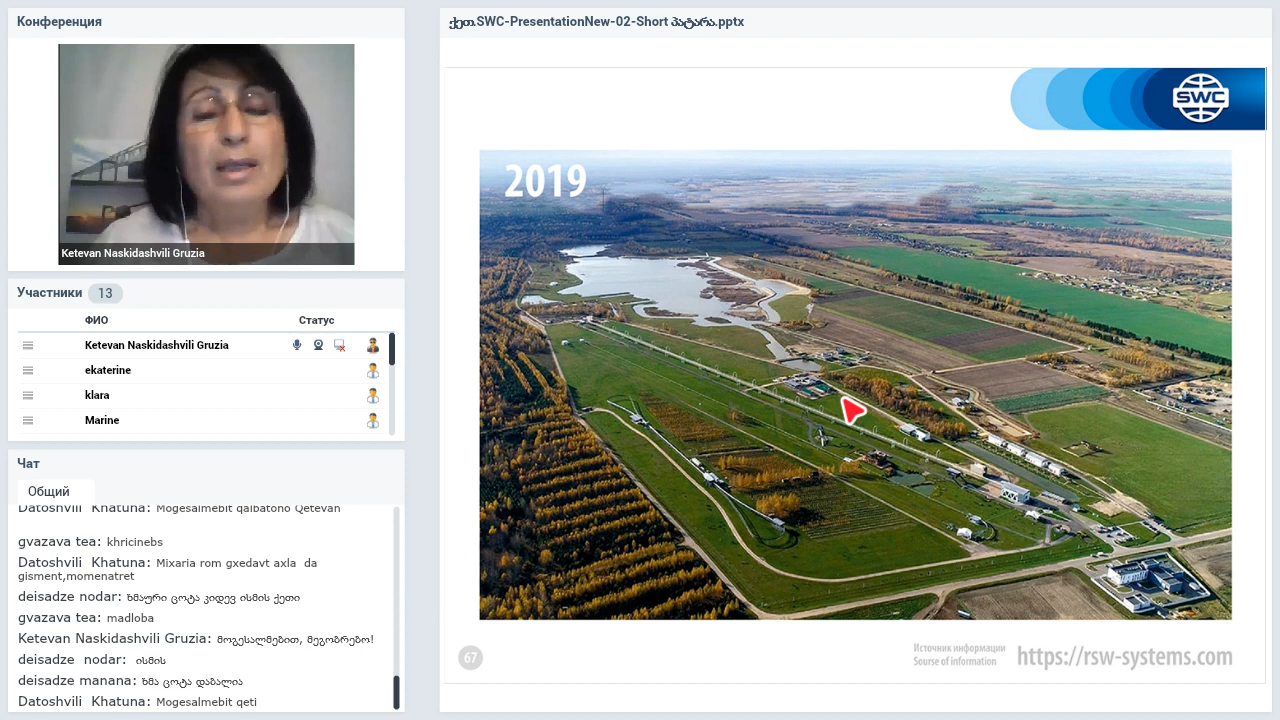 Конференция
Ketevan Naskidashvili Gruzia
Участники 13
ФИО Статус
Ketevan Naskidashvili Gruzia
ekaterine
klara
Marine
Чат
Общий
Datoshvili Khatuna: Mogesalmebit qalbatono Qetevan
gvazava tea: khricinebs
Datoshvili Khatuna: Mixaria rom gxedavt axla da
gisment,momenatret
deisadze nodar: ხმაური ცოტა კიდევ ისმის ქეთი
gvazava tea: madloba
Ketevan Naskidashvili Gruzia: მოგესალმებით, მეგობრებო!
deisadze nodar: ისმის
deisadze manana: ხმა ცოტა დაბალია
Datoshvili Khatuna: Mogesalmebit qeti
ქეთ.SWC-PresentationNew-02-Short პატარა.pptx
SWC
2019
67
Источник информации
Sourse of information
https://rsw-systems.com